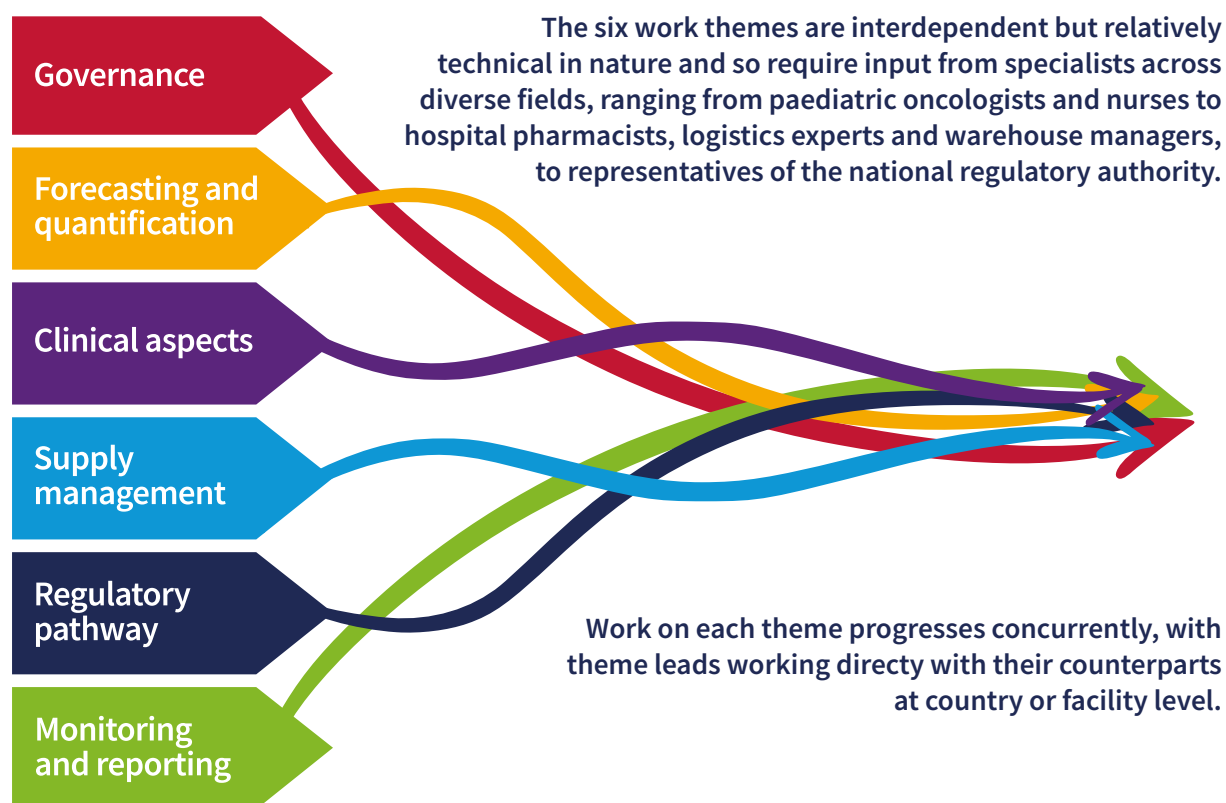 Governance
Forecasting and
quantification
Clinical aspects
Supply
management
Regulatory
pathway
Monitoring
and reporting
The six work themes are interdependent but relatively
technical in nature and so require input from specialists across
diverse fields, ranging from paediatric oncologists and nurses to
hospital pharmacists, logistics experts and warehouse managers,
to representatives of the national regulatory authority.
Work on each theme progresses concurrently, with
theme leads working directy with their counterparts
at country or facility level.